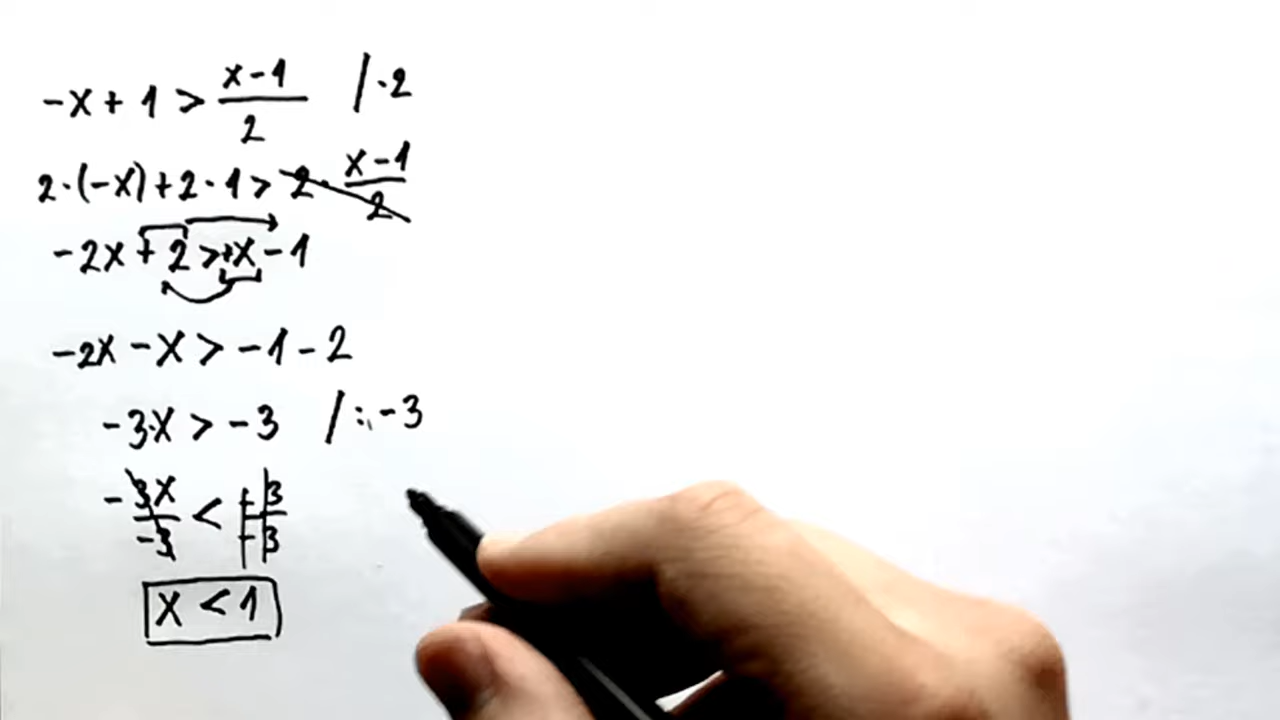 -x + 1 > (x-1)/2 /·2
2·(-x)+2·1 > 2·(x-1)/2
-2x + 2 > +x - 1
-2x - x > -1 - 2
-3·x > -3 /:-3
-3x/-3 < -3/-3
x < 1